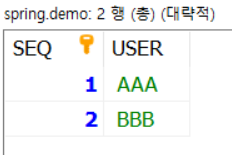 spring.demo: 2 행 (총) (대략적)
SEQ USER
1 AAA
2 BBB